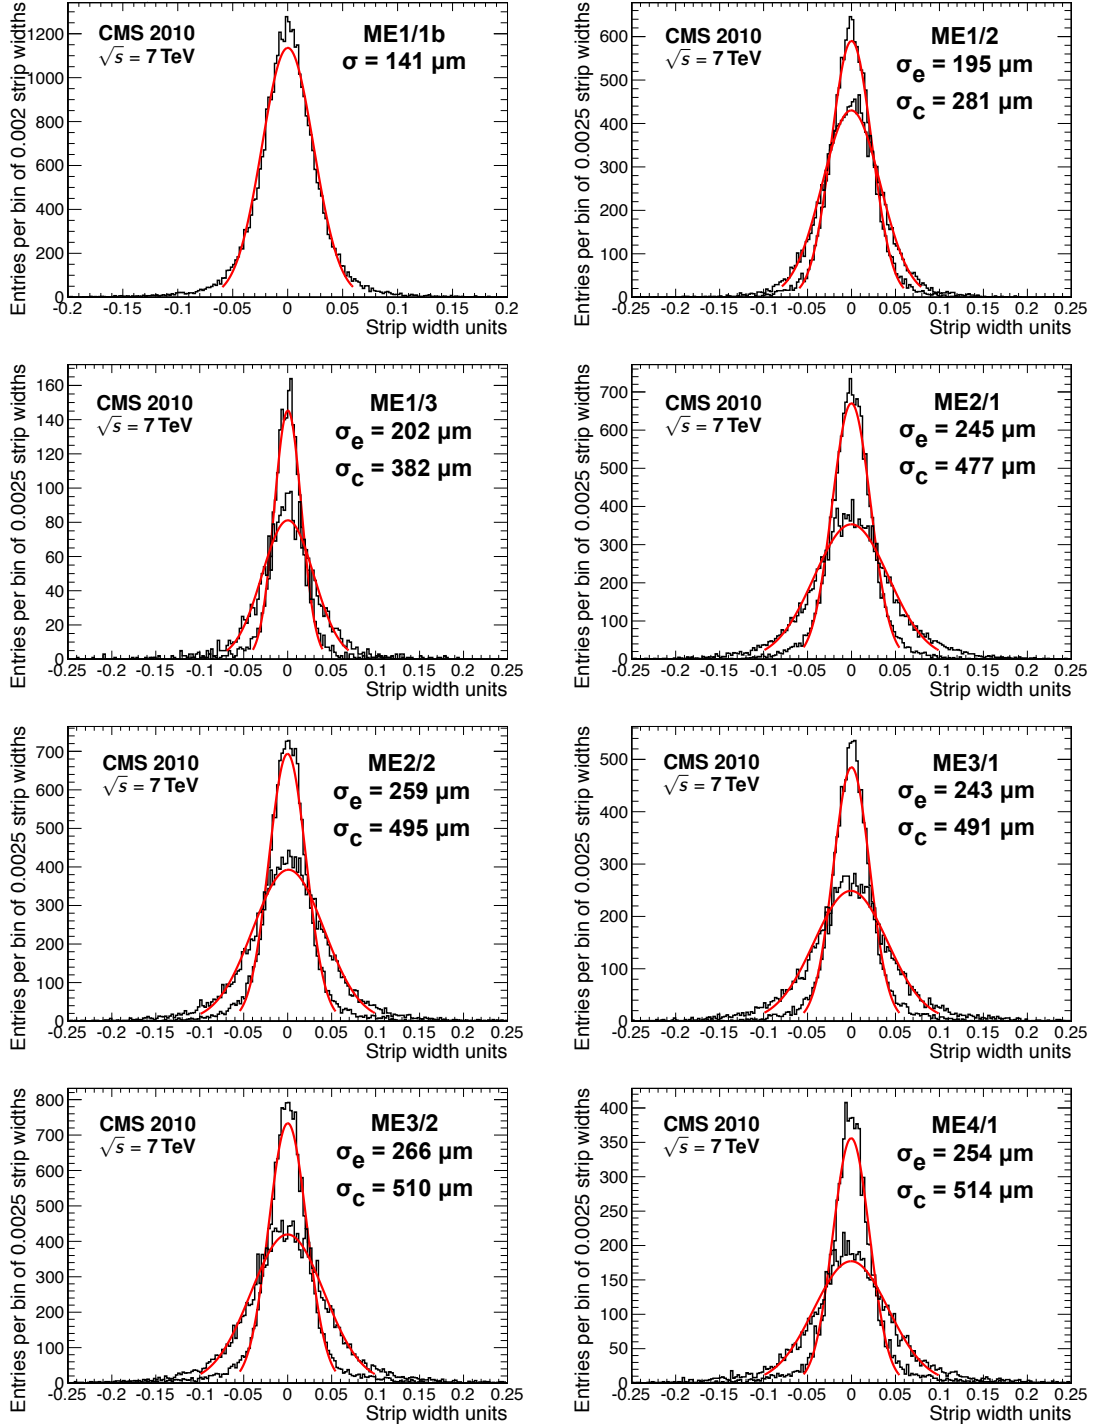 Entries per bin of 0.002 strip widths
CMS 2010
√s = 7 TeV
ME1/1b
σ = 141 µm
1200
1000
800
600
400
200
0
-0.2 -0.15 -0.1 -0.05 0 0.05 0.1 0.15 0.2
Strip width units
Entries per bin of 0.0025 strip widths
CMS 2010
√s = 7 TeV
ME1/2
σe = 195 µm
σc = 281 µm
600
500
400
300
200
100
0
-0.25 -0.2 -0.15 -0.1 -0.05 0 0.05 0.1 0.15 0.2 0.25
Strip width units
Entries per bin of 0.0025 strip widths
CMS 2010
√s = 7 TeV
ME1/3
σe = 202 µm
σc = 382 µm
160
140
120
100
80
60
40
20
0
-0.25 -0.2 -0.15 -0.1 -0.05 0 0.05 0.1 0.15 0.2 0.25
Strip width units
Entries per bin of 0.0025 strip widths
CMS 2010
√s = 7 TeV
ME2/1
σe = 245 µm
σc = 477 µm
700
600
500
400
300
200
100
0
-0.25 -0.2 -0.15 -0.1 -0.05 0 0.05 0.1 0.15 0.2 0.25
Strip width units
Entries per bin of 0.0025 strip widths
CMS 2010
√s = 7 TeV
ME2/2
σe = 259 µm
σc = 495 µm
700
600
500
400
300
200
100
0
-0.25 -0.2 -0.15 -0.1 -0.05 0 0.05 0.1 0.15 0.2 0.25
Strip width units
Entries per bin of 0.0025 strip widths
CMS 2010
√s = 7 TeV
ME3/1
σe = 243 µm
σc = 491 µm
500
400
300
200
100
0
-0.25 -0.2 -0.15 -0.1 -0.05 0 0.05 0.1 0.15 0.2 0.25
Strip width units
Entries per bin of 0.0025 strip widths
CMS 2010
√s = 7 TeV
ME3/2
σe = 266 µm
σc = 510 µm
800
700
600
500
400
300
200
100
0
-0.25 -0.2 -0.15 -0.1 -0.05 0 0.05 0.1 0.15 0.2 0.25
Strip width units
Entries per bin of 0.0025 strip widths
CMS 2010
√s = 7 TeV
ME4/1
σe = 254 µm
σc = 514 µm
400
350
300
250
200
150
100
50
0
-0.25 -0.2 -0.15 -0.1 -0.05 0 0.05 0.1 0.15 0.2 0.25
Strip width units